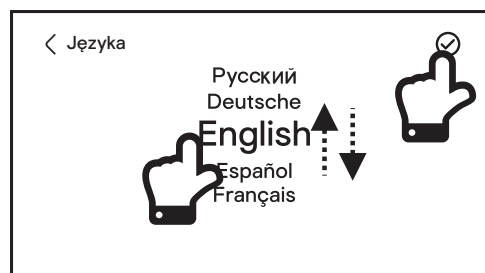 Języka
Русский
Deutsche
English
Español
Français